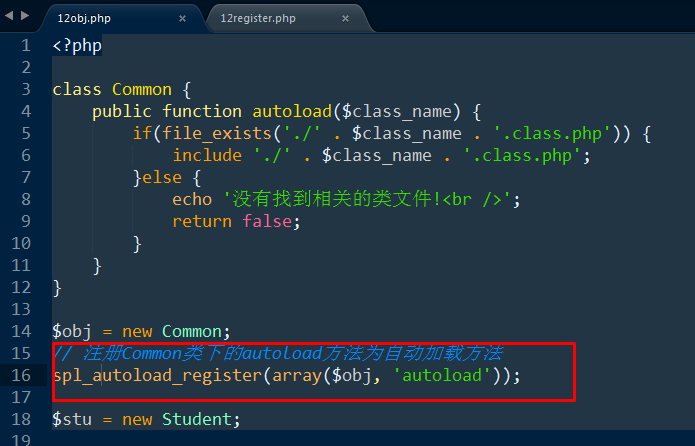 12obj.php × 12register.php ×
1 <?php
2
3 class Common {
4 public function autoload($class_name) {
5 if(file_exists('./' . $class_name . '.class.php')) {
6 include './' . $class_name . '.class.php';
7 }else {
8 echo '没有找到相关的类文件!<br />';
9 return false;
10 }
11 }
12 }
13
14 $obj = new Common;
15 // 注册Common类下的autoload方法为自动加载方法
16 spl_autoload_register(array($obj, 'autoload'));
17
18 $stu = new Student;
19